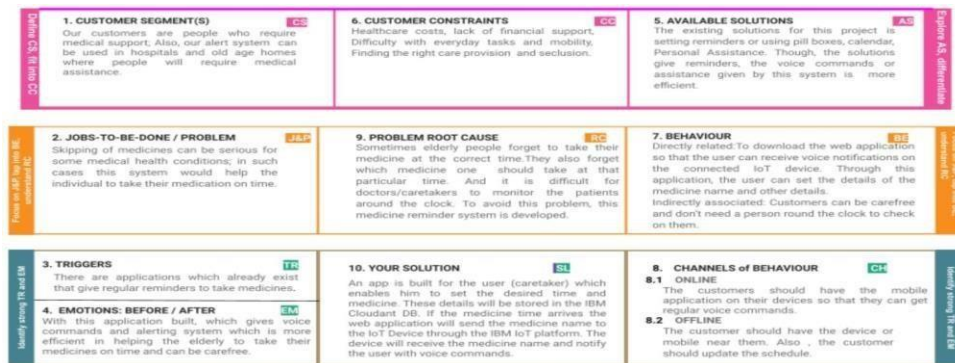 Define CS, fit into CC
1. CUSTOMER SEGMENT(S)
CS
Our customers are people who require
medical support; Also, our alert system can
be used in hospitals and old age homes
where people will require medical
assistance.
6. CUSTOMER CONSTRAINTS
CC
Healthcare costs, lack of financial support,
Difficulty with everyday tasks and mobility,
Finding the right care provision and seclusion.
5. AVAILABLE SOLUTIONS
AS
The existing solutions for this project is
setting reminders or using pill boxes, calendar,
Personal Assistance. Though, the solutions
give reminders, the voice commands or
assistance given by this system is more
efficient.
Explore AS, differentiate
Focus on J&P, tap into BE,
understand RC
2. JOBS-TO-BE-DONE / PROBLEM
J&P
Skipping of medicines can be serious for
some medical health conditions; in such
cases this system would help the
individual to take their medication on time.
9. PROBLEM ROOT CAUSE
RC
Sometimes elderly people forget to take their
medicine at the correct time.They also forget
which medicine one should take at that
particular time. And it is difficult for
doctors/caretakers to monitor the patients
around the clock. To avoid this problem, this
medicine reminder system is developed.
7. BEHAVIOUR
BE
Directly related:To download the web application
so that the user can receive voice notifications on
the connected IoT device. Through this
application, the user can set the details of the
medicine name and other details.
Indirectly associated: Customers can be carefree
and don't need a person round the clock to check
on them.
understand RC
Identify strong TR and EM
3. TRIGGERS
TR
There are applications which already exist
that give regular reminders to take medicines.
4. EMOTIONS: BEFORE / AFTER
EM
With this application built, which gives voice
commands and alerting system which is more
efficient in helping the elderly to take their
medicines on time and can be carefree.
10. YOUR SOLUTION
SL
An app is built for the user (caretaker) which
enables him to set the desired time and
medicine. These details will be stored in the IBM
Cloudant DB. If the medicine time arrives the
web application will send the medicine name to
the IoT Device through the IBM IoT platform. The
device will receive the medicine name and notify
the user with voice commands.
8. CHANNELS of BEHAVIOUR
CH
8.1 ONLINE
The customers should have the mobile
application on their devices so that they can get
regular voice commands.
8.2 OFFLINE
The customer should have the device or
mobile near them. Also , the customer
should update the schedule.
Identify strong TR and EM